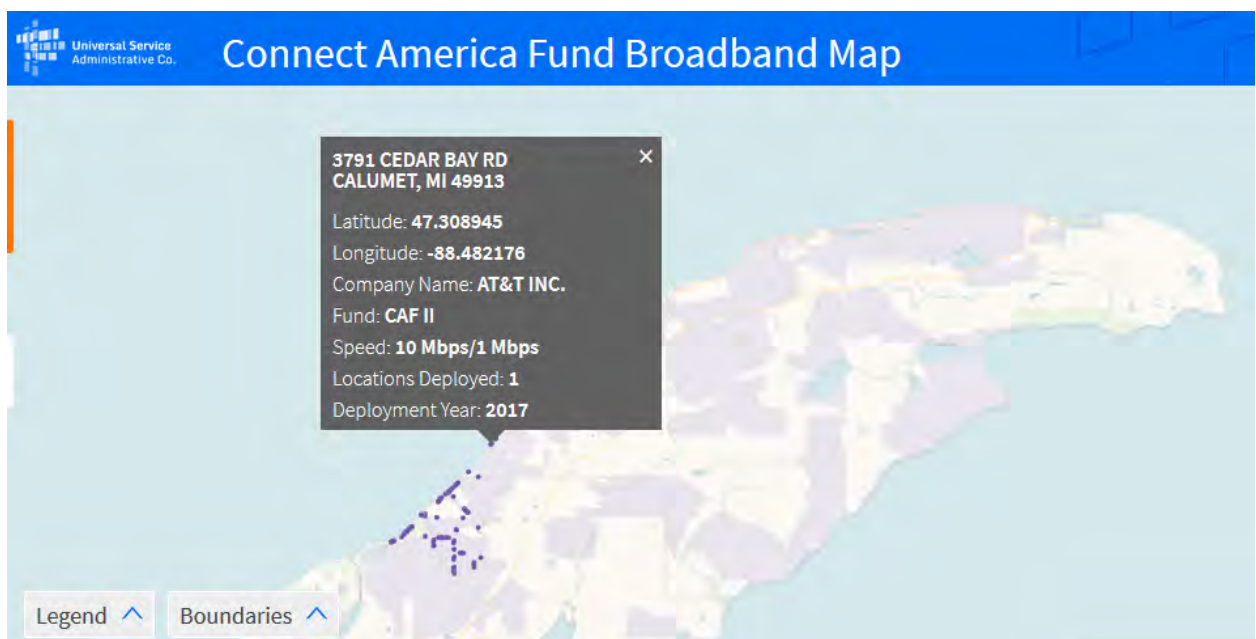 Universal Service
Administrative Co.
Connect America Fund Broadband Map
3791 CEDAR BAY RD
CALUMET, MI 49913
×
Latitude: 47.308945
Longitude: -88.482176
Company Name: AT&T INC.
Fund: CAF II
Speed: 10 Mbps/1 Mbps
Locations Deployed: 1
Deployment Year: 2017
Legend
Boundaries